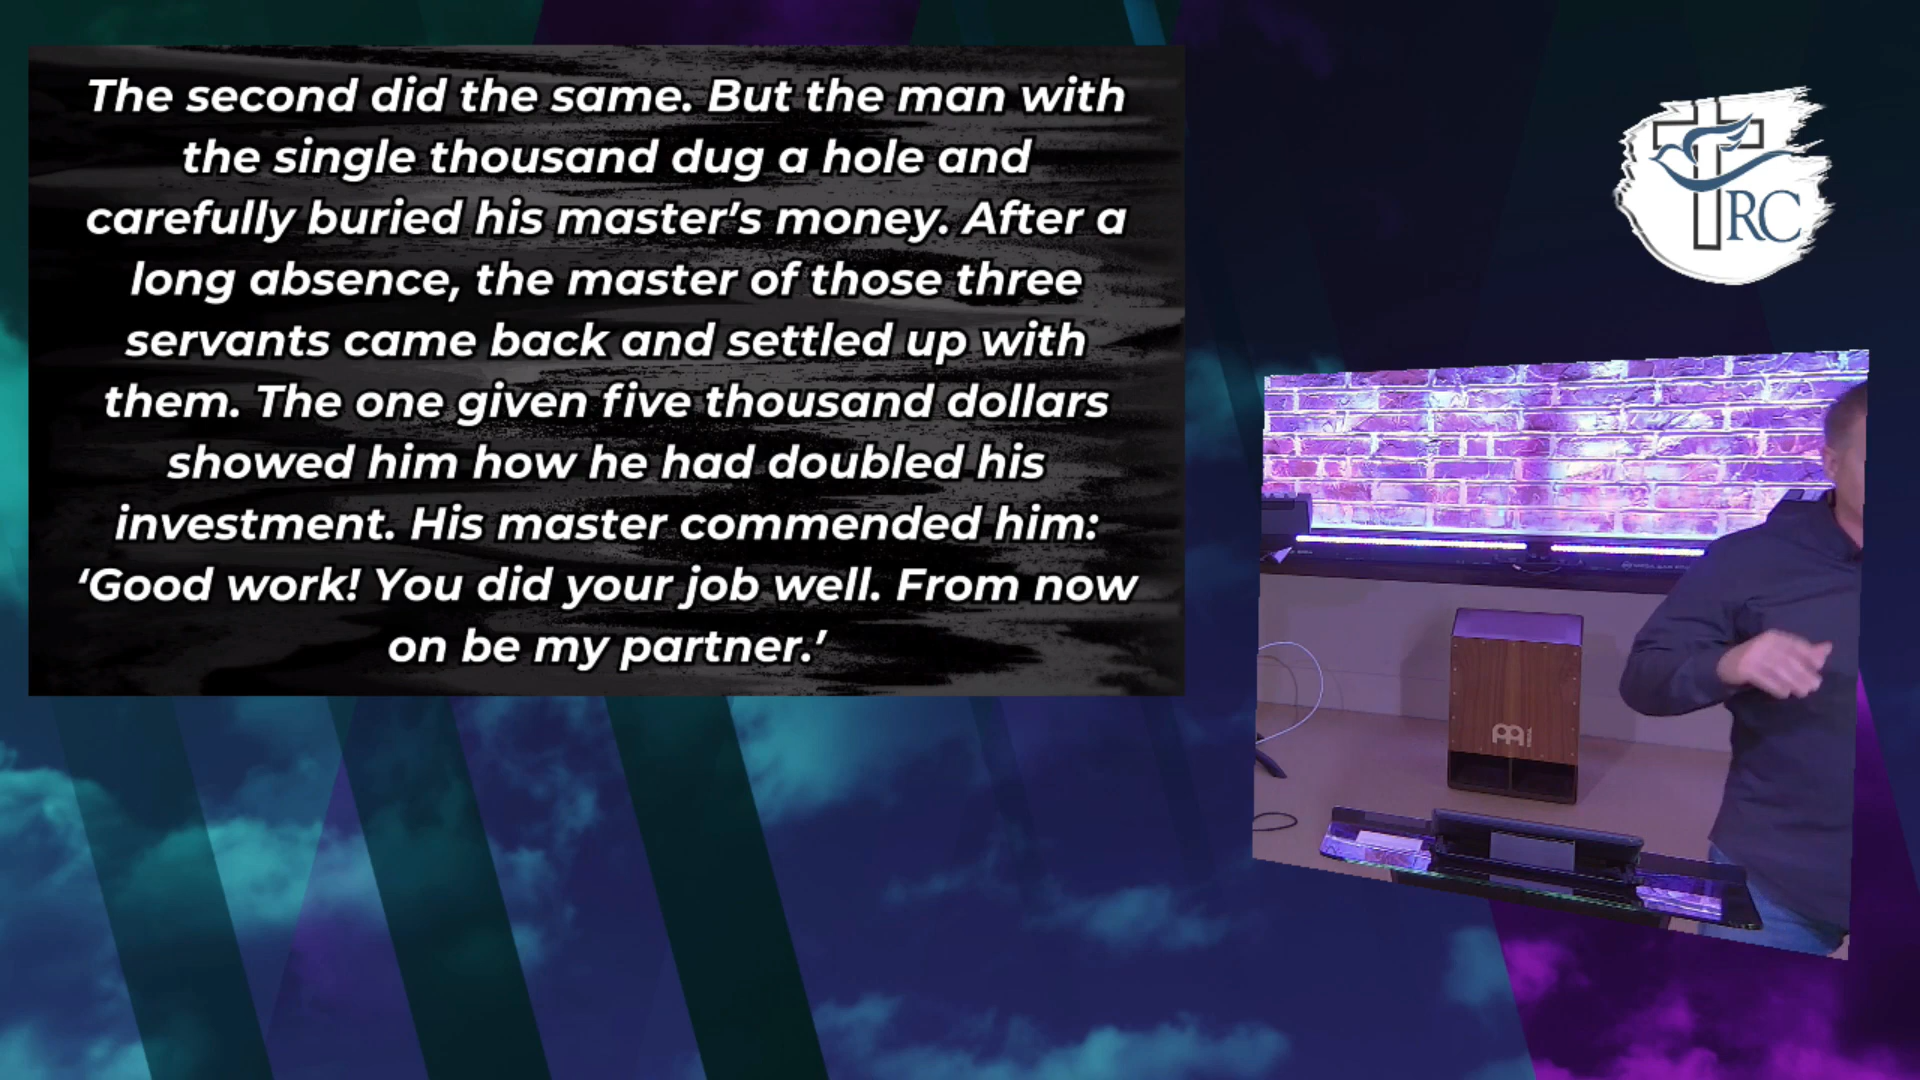 The second did the same. But the man with
the single thousand dug a hole and
carefully buried his master's money. After a
long absence, the master of those three
servants came back and settled up with
them. The one given five thousand dollars
showed him how he had doubled his
investment. His master commended him:
‘Good work! You did your job well. From now
on be my partner.’
RC